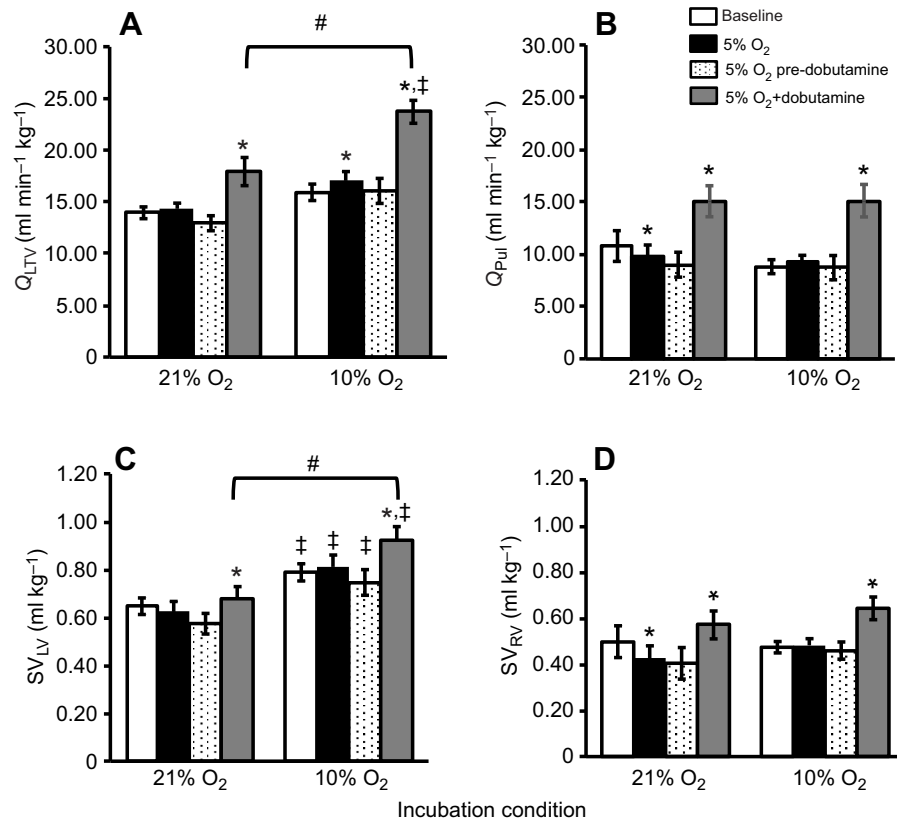 A
#
30.00
25.00
20.00
15.00
10.00
5.00
0
Q_LTV (ml min⁻¹ kg⁻¹)
*
*
*,‡
21% O₂
10% O₂
B
Baseline
5% O₂
5% O₂ pre-dobutamine
5% O₂+dobutamine
30.00
25.00
20.00
15.00
10.00
5.00
0
Q_Pul (ml min⁻¹ kg⁻¹)
*
*
*
21% O₂
10% O₂
C
#
1.20
1.00
0.80
0.60
0.40
0.20
0
SV_LV (ml kg⁻¹)
*
‡
‡
‡
*,‡
21% O₂
10% O₂
D
1.20
1.00
0.80
0.60
0.40
0.20
0
SV_RV (ml kg⁻¹)
*
*
*
21% O₂
10% O₂
Incubation condition